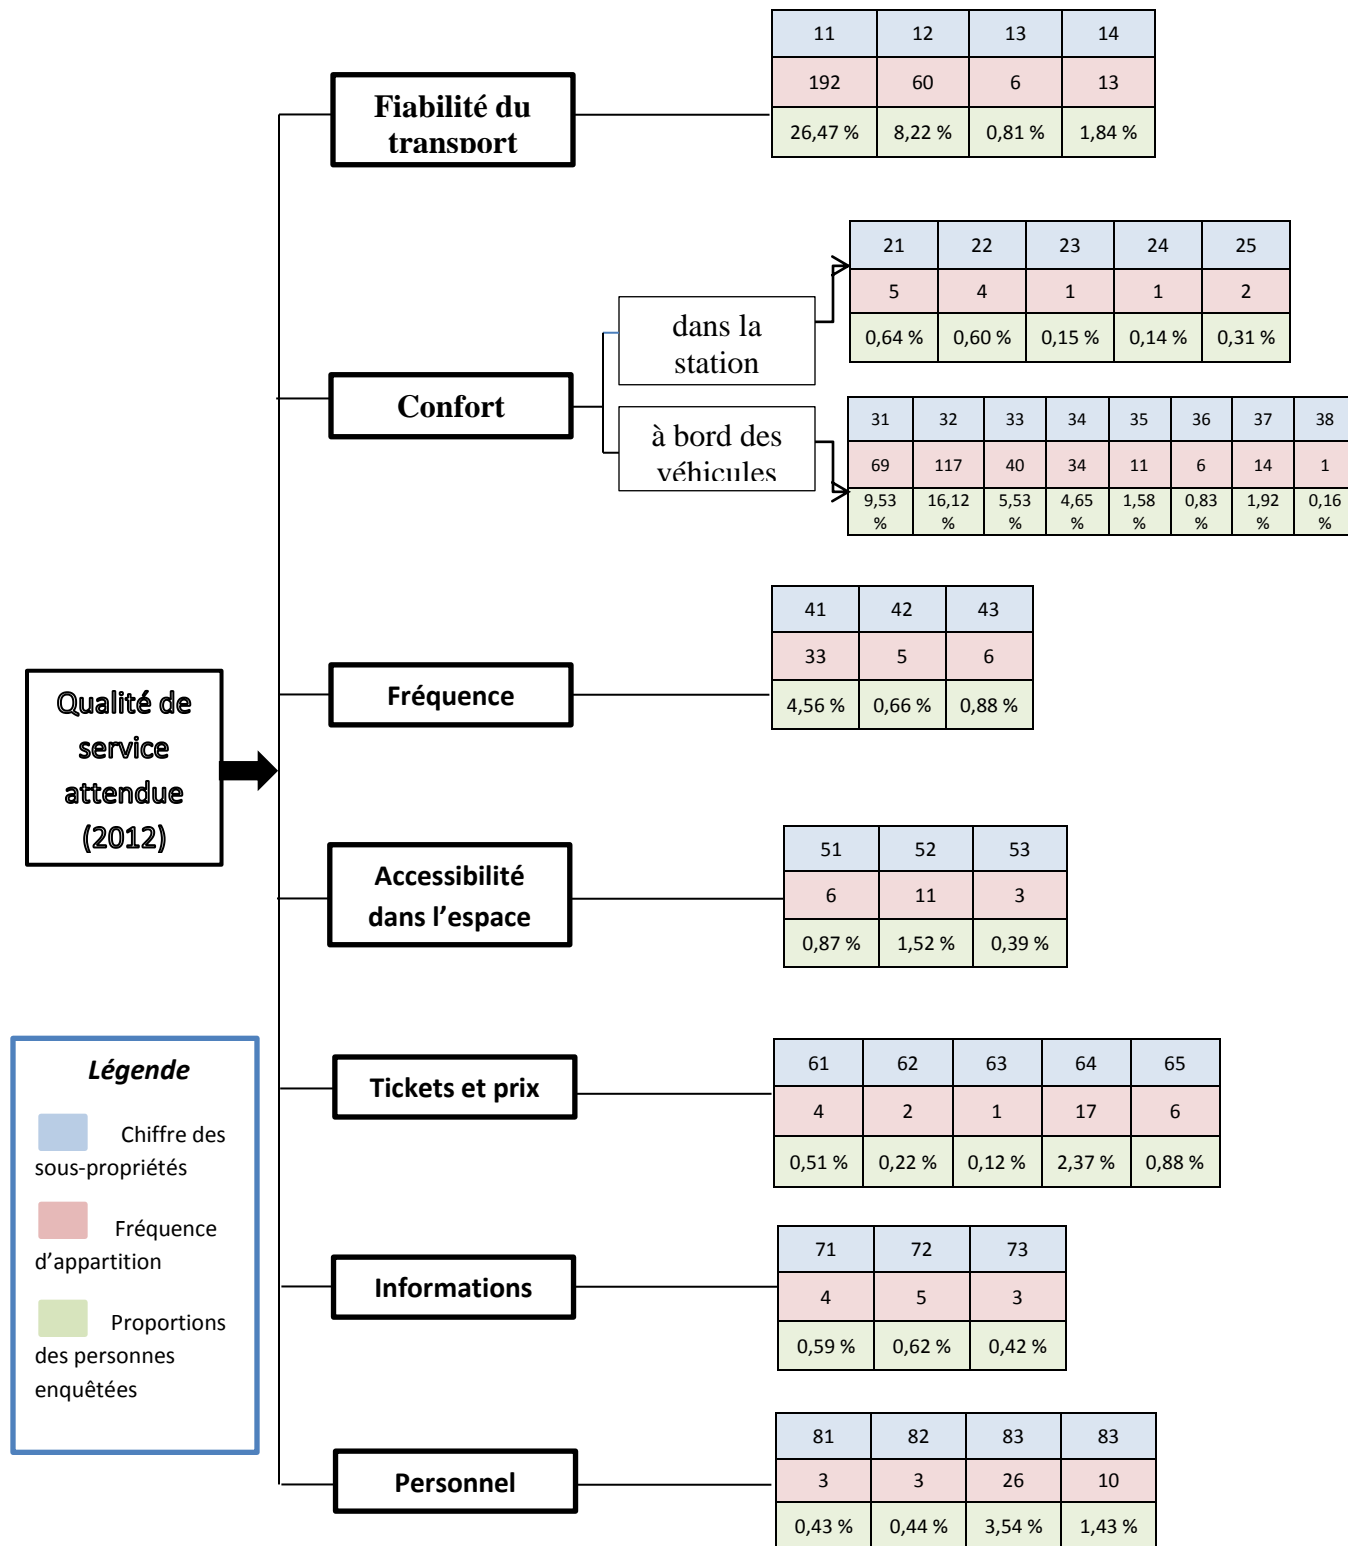 11 12 13 14
192 60 6 13
26,47 % 8,22 % 0,81 % 1,84 %
Fiabilité du
transport
21 22 23 24 25
5 4 1 1 2
0,64 % 0,60 % 0,15 % 0,14 % 0,31 %
dans la
station
Confort
à bord des
véhicules
31 32 33 34 35 36 37 38
69 117 40 34 11 6 14 1
9,53 16,12 5,53 4,65 1,58 0,83 1,92 0,16
% % % % % % % %
41 42 43
33 5 6
4,56 % 0,66 % 0,88 %
Fréquence
Qualité de
service
attendue
(2012)
51 52 53
6 11 3
0,87 % 1,52 % 0,39 %
Accessibilité
dans l'espace
61 62 63 64 65
4 2 1 17 6
0,51 % 0,22 % 0,12 % 2,37 % 0,88 %
Tickets et prix
Légende
Chiffre des
sous-propriétés
Fréquence
d'appartition
Proportions
des personnes
enquêtées
71 72 73
4 5 3
0,59 % 0,62 % 0,42 %
Informations
81 82 83 83
3 3 26 10
0,43 % 0,44 % 3,54 % 1,43 %
Personnel